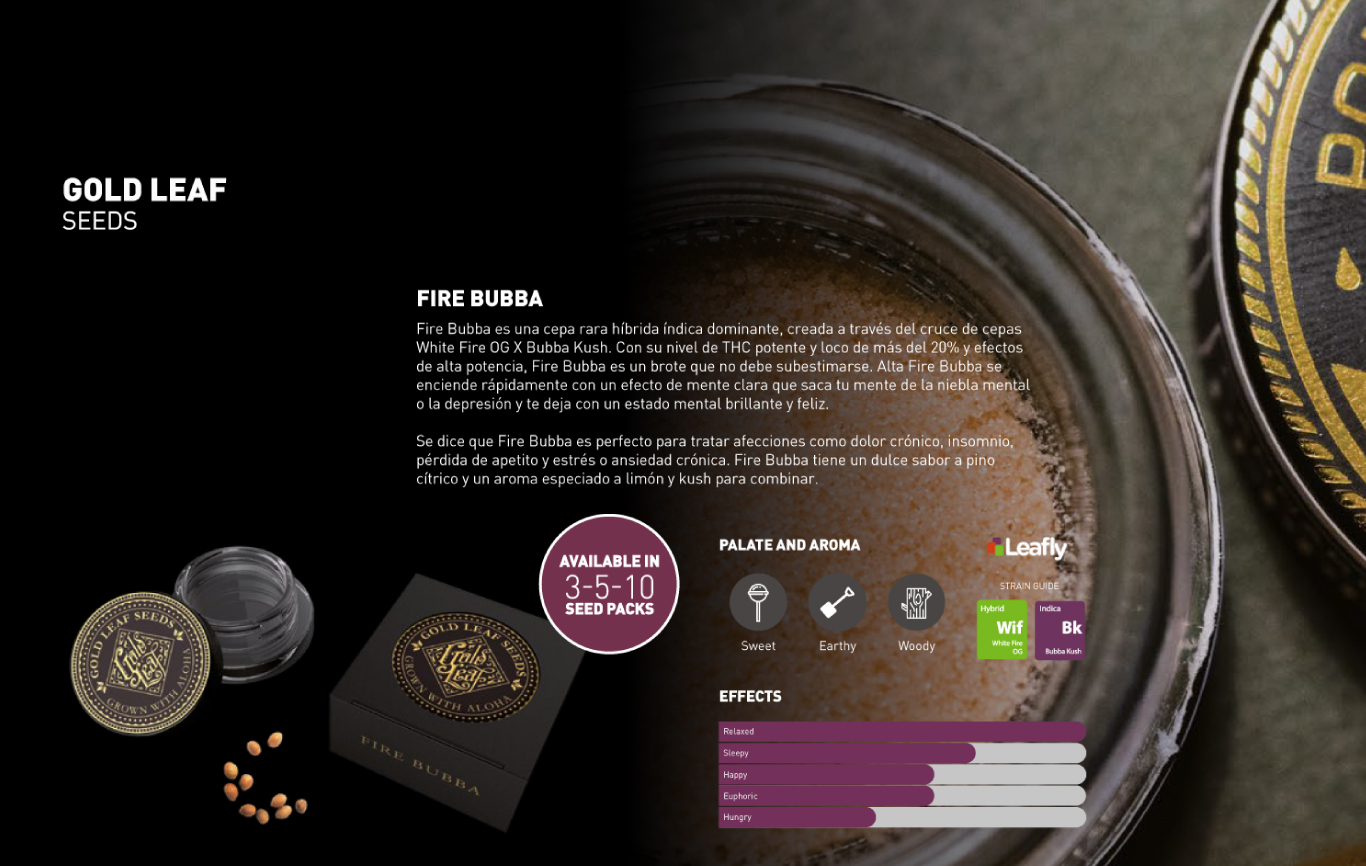 GOLD LEAF
SEEDS
FIRE BUBBA
Fire Bubba es una cepa rara híbrida índica dominante, creada a través del cruce de cepas
White Fire OG X Bubba Kush. Con su nivel de THC potente y loco de más del 20% y efectos
de alta potencia, Fire Bubba es un brote que no debe subestimarse. Alta Fire Bubba se
enciende rápidamente con un efecto de mente clara que saca tu mente de la niebla mental
o la depresión y te deja con un estado mental brillante y feliz.
Se dice que Fire Bubba es perfecto para tratar afecciones como dolor crónico, insomnio,
pérdida de apetito y estrés o ansiedad crónica. Fire Bubba tiene un dulce sabor a pino
cítrico y un aroma especiado a limón y kush para combinar.
AVAILABLE IN
3-5-10
SEED PACKS
GOLD LEAF SEEDS
Gold
Leaf
GROWN WITH ALOHA
GOLD LEAF SEEDS
Gold
Leaf
GROWN WITH ALOHA
FIRE BUBBA
PALATE AND AROMA
Sweet
Earthy
Woody
Leafly
STRAIN GUIDE
Hybrid
Wif
White Fire
OG
Indica
Bk
Bubba Kush
EFFECTS
Relaxed
Sleepy
Happy
Euphoric
Hungry